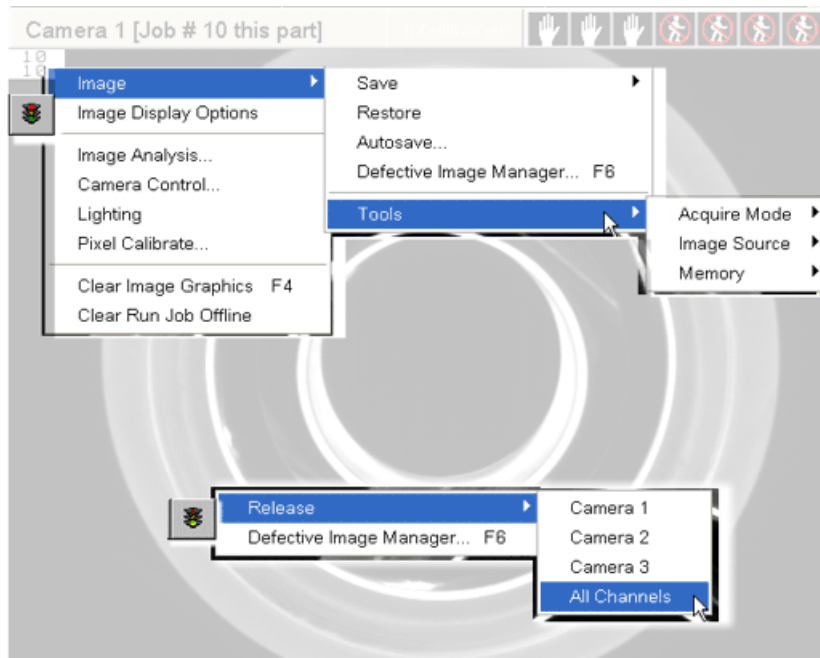 Camera 1 [Job # 10 this part]
10
10
Image
Image Display Options
Image Analysis...
Camera Control...
Lighting
Pixel Calibrate...
Clear Image Graphics F4
Clear Run Job Offline
Save
Restore
Autosave...
Defective Image Manager... F6
Tools
Acquire Mode
Image Source
Memory
Release
Defective Image Manager... F6
Camera 1
Camera 2
Camera 3
All Channels